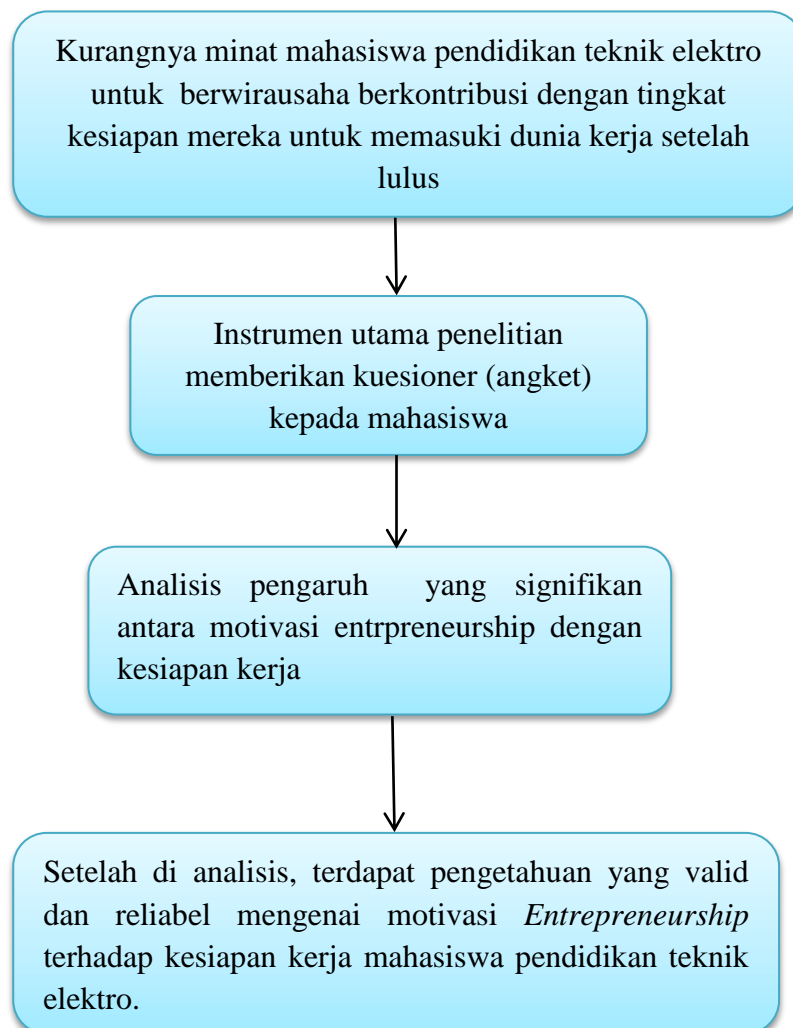 Kurangnya minat mahasiswa pendidikan teknik elektro
untuk berwirausaha berkontribusi dengan tingkat
kesiapan mereka untuk memasuki dunia kerja setelah
lulus
Instrumen utama penelitian
memberikan kuesioner (angket)
kepada mahasiswa
Analisis pengaruh yang signifikan
antara motivasi entrpreneurship dengan
kesiapan kerja
Setelah di analisis, terdapat pengetahuan yang valid
dan reliabel mengenai motivasi Entrepreneurship
terhadap kesiapan kerja mahasiswa pendidikan teknik
elektro.